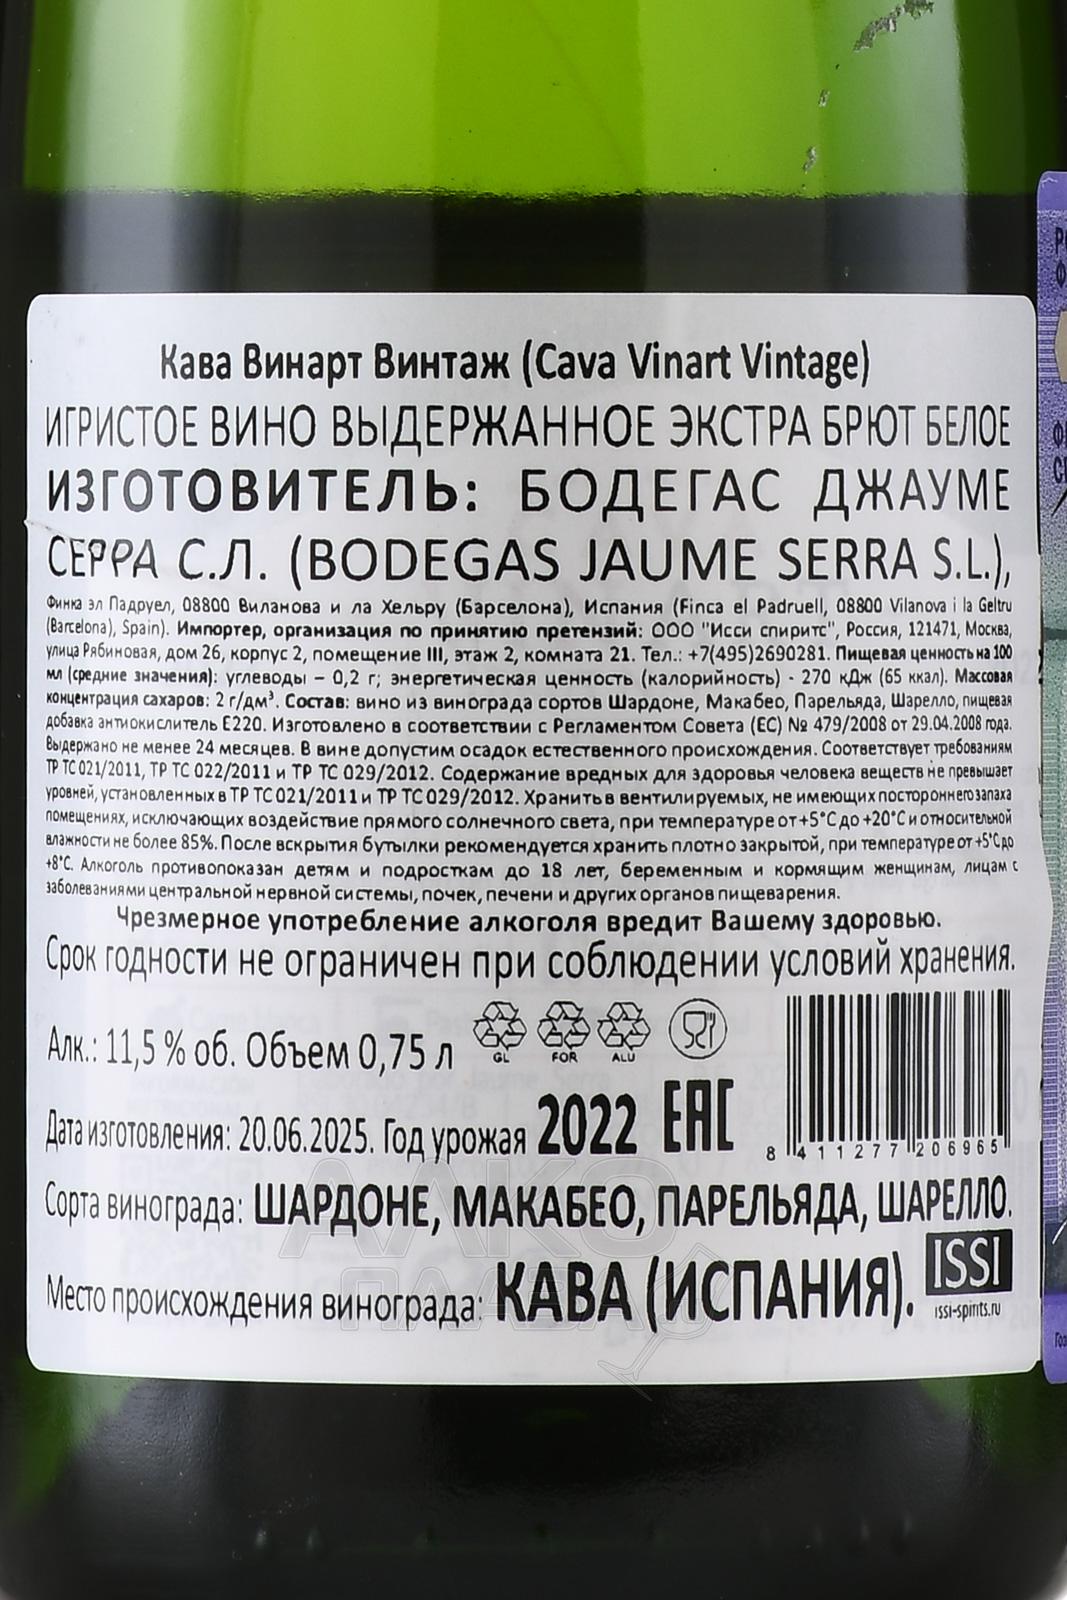 Кава Винарт Винтаж (Cava Vinart Vintage)
ИГРИСТОЕ ВИНО ВЫДЕРЖАННОЕ ЭКСТРА БРЮТ БЕЛОЕ
ИЗГОТОВИТЕЛЬ: БОДЕГАС ДЖАУМЕ
СЕРРА С.Л. (BODEGAS JAUME SERRA S.L.),
Финка эл Падруел, 08800 Виланова и ла Хельру (Барселона), Испания (Finca el Padruell, 08800 Vilanova i la Geltru
(Barcelona), Spain). Импортер, организация по принятию претензий: ООО "Исси спиритс", Россия, 121471, Москва,
улица Рябиновая, дом 26, корпус 2, помещение III, этаж 2, комната 21. Тел.: +7(495)2690281. Пищевая ценность на 100
мл (средние значения): углеводы – 0,2 г; энергетическая ценность (калорийность) - 270 кДж (65 ккал). Массовая
концентрация сахаров: 2 г/дм³. Состав: вино из винограда сортов Шардоне, Макабео, Парельяда, Шарелло, пищевая
добавка антиокислитель Е220. Изготовлено в соответствии с Регламентом Совета (ЕС) № 479/2008 от 29.04.2008 года.
Выдержано не менее 24 месяцев. В вине допустим осадок естественного происхождения. Соответствует требованиям
ТР ТС 021/2011, ТР ТС 022/2011 и ТР ТС 029/2012. Содержание вредных для здоровья человека веществ не превышает
уровней, установленных в ТР ТС 021/2011 и ТР ТС 029/2012. Хранить в вентилируемых, не имеющих постороннего запаха
помещениях, исключающих воздействие прямого солнечного света, при температуре от +5°С до +20°С и относительной
влажности не более 85%. После вскрытия бутылки рекомендуется хранить плотно закрытой, при температуре от +5°С до
+8°С. Алкоголь противопоказан детям и подросткам до 18 лет, беременным и кормящим женщинам, лицам с
заболеваниями центральной нервной системы, почек, печени и других органов пищеварения.
Чрезмерное употребление алкоголя вредит Вашему здоровью.
Срок годности не ограничен при соблюдении условий хранения.
Алк.: 11,5 % об. Объем 0,75 л
GL FOR ALU
Дата изготовления: 20.06.2025. Год урожая 2022 EAC
8 411277 206965
Сорта винограда: ШАРДОНЕ, МАКАБЕО, ПАРЕЛЬЯДА, ШАРЕЛЛО.
Место происхождения винограда: КАВА (ИСПАНИЯ).
ISSI
issi-spirits.ru